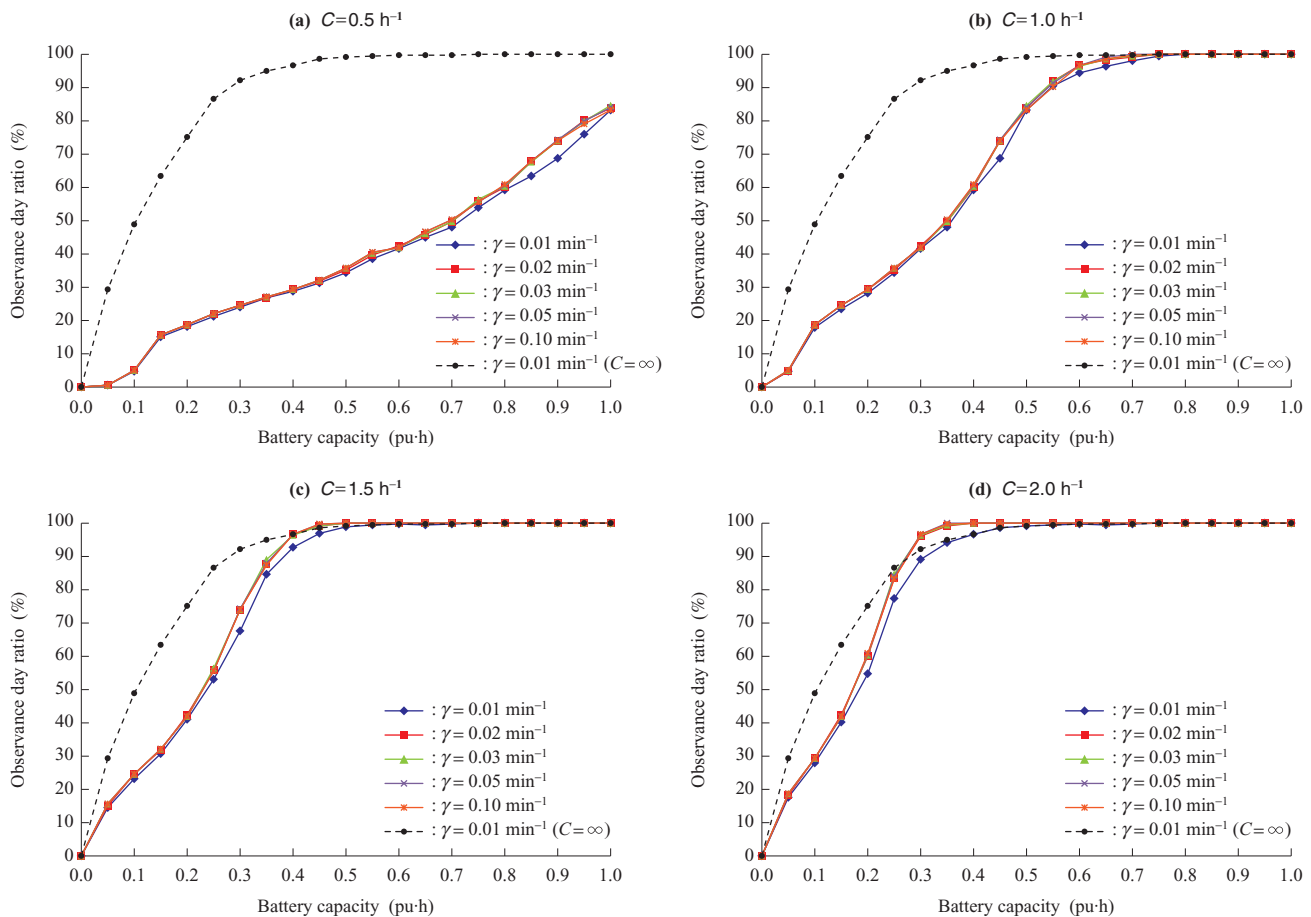 (a) C=0.5 h⁻¹
Observance day ratio (%)
100
90
80
70
60
50
40
30
20
10
0
: γ = 0.01 min⁻¹
: γ = 0.02 min⁻¹
: γ = 0.03 min⁻¹
: γ = 0.05 min⁻¹
: γ = 0.10 min⁻¹
: γ = 0.01 min⁻¹ (C = ∞)
0.0 0.1 0.2 0.3 0.4 0.5 0.6 0.7 0.8 0.9 1.0
Battery capacity (pu·h)
(b) C=1.0 h⁻¹
Observance day ratio (%)
100
90
80
70
60
50
40
30
20
10
0
: γ = 0.01 min⁻¹
: γ = 0.02 min⁻¹
: γ = 0.03 min⁻¹
: γ = 0.05 min⁻¹
: γ = 0.10 min⁻¹
: γ = 0.01 min⁻¹ (C = ∞)
0.0 0.1 0.2 0.3 0.4 0.5 0.6 0.7 0.8 0.9 1.0
Battery capacity (pu·h)
(c) C=1.5 h⁻¹
Observance day ratio (%)
100
90
80
70
60
50
40
30
20
10
0
: γ = 0.01 min⁻¹
: γ = 0.02 min⁻¹
: γ = 0.03 min⁻¹
: γ = 0.05 min⁻¹
: γ = 0.10 min⁻¹
: γ = 0.01 min⁻¹ (C = ∞)
0.0 0.1 0.2 0.3 0.4 0.5 0.6 0.7 0.8 0.9 1.0
Battery capacity (pu·h)
(d) C=2.0 h⁻¹
Observance day ratio (%)
100
90
80
70
60
50
40
30
20
10
0
: γ = 0.01 min⁻¹
: γ = 0.02 min⁻¹
: γ = 0.03 min⁻¹
: γ = 0.05 min⁻¹
: γ = 0.10 min⁻¹
: γ = 0.01 min⁻¹ (C = ∞)
0.0 0.1 0.2 0.3 0.4 0.5 0.6 0.7 0.8 0.9 1.0
Battery capacity (pu·h)